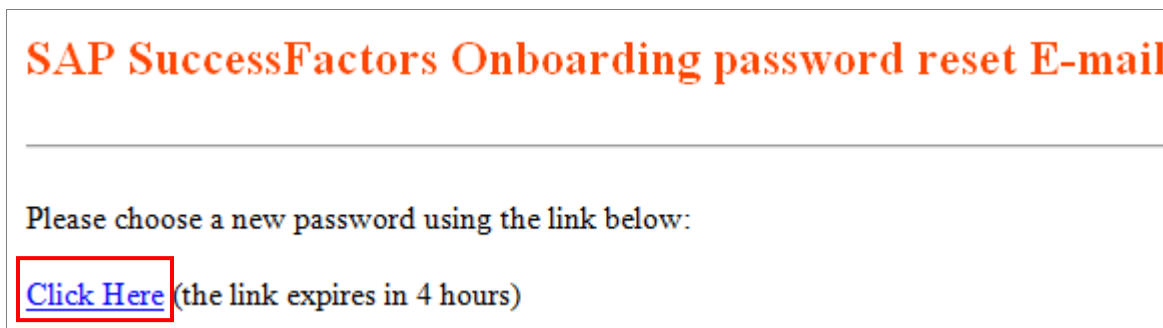 SAP SuccessFactors Onboarding password reset E-mail
Please choose a new password using the link below:
Click Here (the link expires in 4 hours)